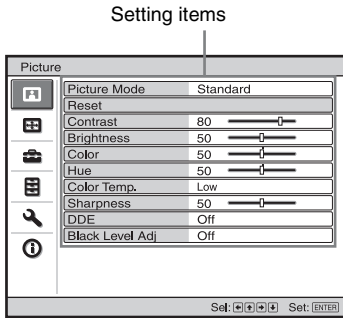 Setting items
Picture
Picture Mode Standard
Reset
Contrast 80
Brightness 50
Color 50
Hue 50
Color Temp. Low
Sharpness 50
DDE Off
Black Level Adj Off
Sel: Set: ENTER